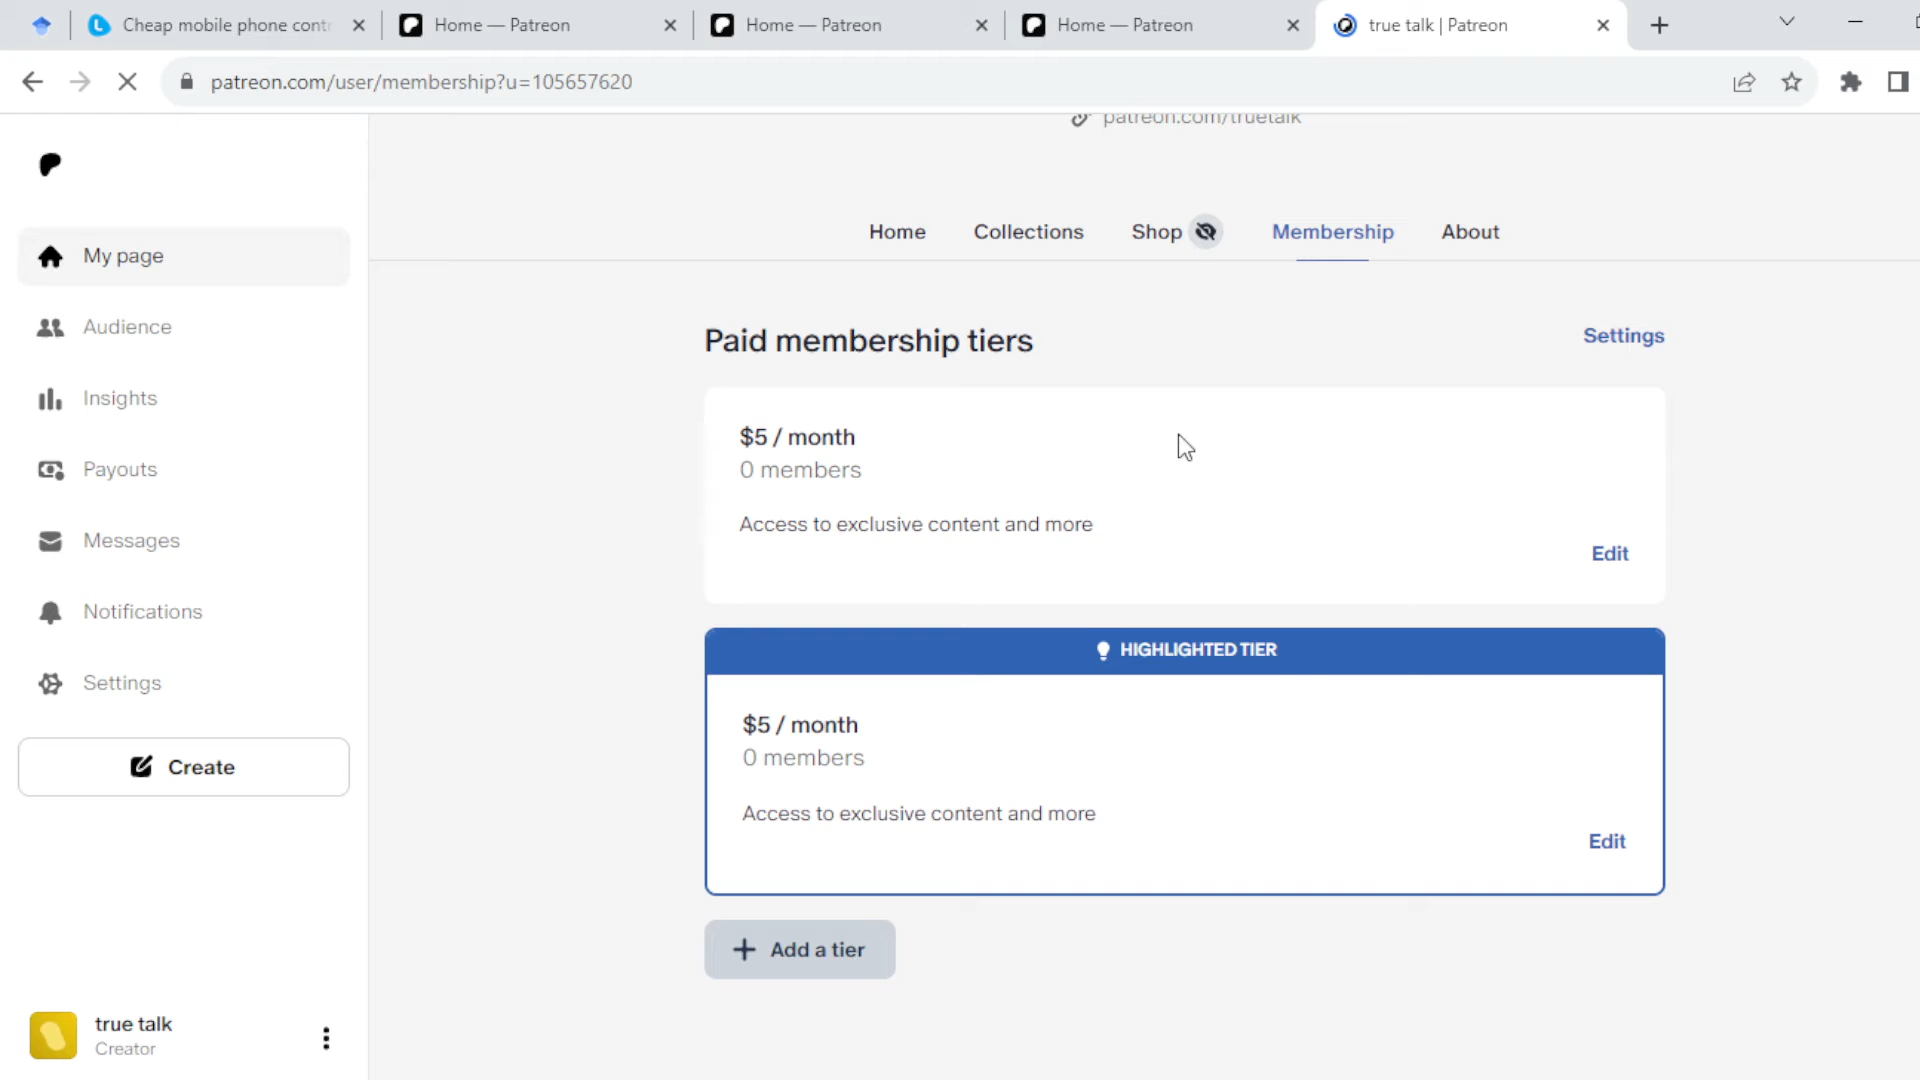 Cheap mobile phone contr
Home — Patreon
Home — Patreon
Home — Patreon
true talk | Patreon
patreon.com/user/membership?u=105657620
patreon.com/truetalk
Home
Collections
Shop
Membership
About
My page
Audience
Insights
Payouts
Messages
Notifications
Settings
Create
true talk
Creator
Paid membership tiers
Settings
$5 / month
0 members
Access to exclusive content and more
Edit
HIGHLIGHTED TIER
$5 / month
0 members
Access to exclusive content and more
Edit
Add a tier